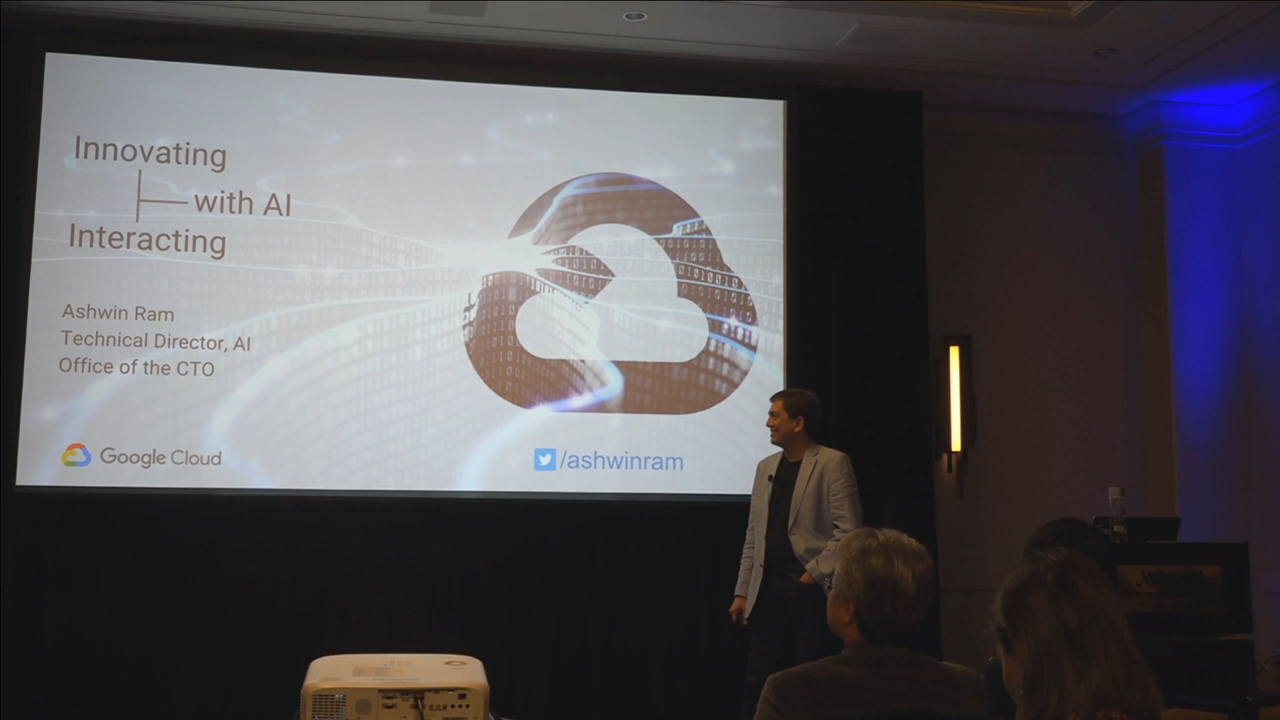 Innovating
with AI
Interacting
Ashwin Ram
Technical Director, AI
Office of the CTO
Google Cloud
/ashwinram